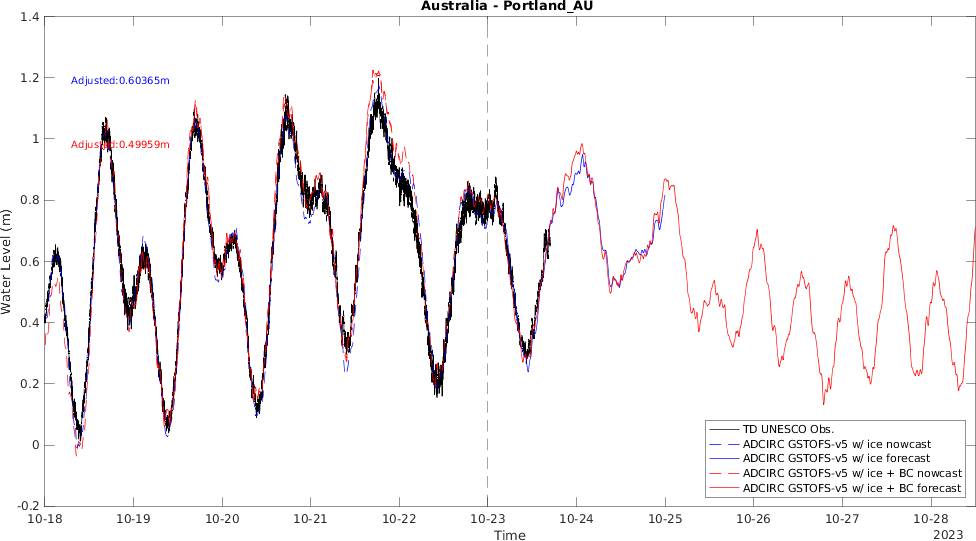 Australia - Portland_AU
1.4
1.2
1
0.8
0.6
0.4
0.2
0
-0.2
Water Level (m)
Adjusted:0.60365m
Adjusted:0.49959m
TD UNESCO Obs.
ADCIRC GSTOFS-v5 w/ ice nowcast
ADCIRC GSTOFS-v5 w/ ice forecast
ADCIRC GSTOFS-v5 w/ ice + BC nowcast
ADCIRC GSTOFS-v5 w/ ice + BC forecast
10-18 10-19 10-20 10-21 10-22 10-23 10-24 10-25 10-26 10-27 10-28
Time
2023